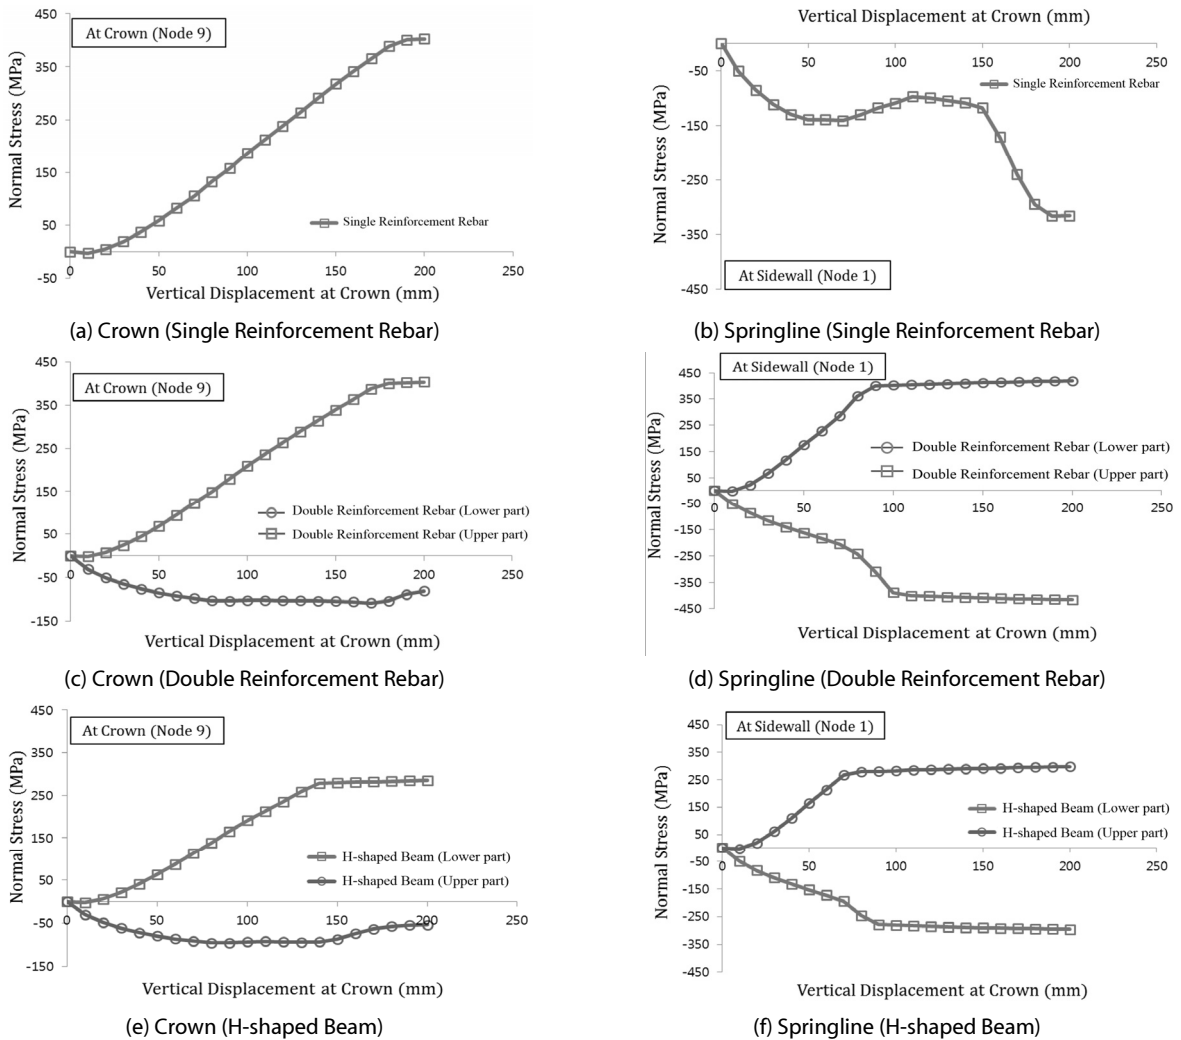 At Crown (Node 9)
Normal Stress (MPa)
450
350
250
150
50
-50
0
50
100
150
200
250
Single Reinforcement Rebar
Vertical Displacement at Crown (mm)
(a) Crown (Single Reinforcement Rebar)
Vertical Displacement at Crown (mm)
0
50
100
150
200
250
-50
-150
-250
-350
-450
Normal Stress (MPa)
Single Reinforcement Rebar
At Sidewall (Node 1)
(b) Springline (Single Reinforcement Rebar)
At Crown (Node 9)
Normal Stress (MPa)
450
350
250
150
50
-50
-150
0
50
100
150
200
250
Double Reinforcement Rebar (Lower part)
Double Reinforcement Rebar (Upper part)
Vertical Displacement at Crown (mm)
(c) Crown (Double Reinforcement Rebar)
At Sidewall (Node 1)
Normal Stress (MPa)
450
350
250
150
50
-50
-150
-250
-350
-450
0
50
100
150
200
250
Double Reinforcement Rebar (Lower part)
Double Reinforcement Rebar (Upper part)
Vertical Displacement at Crown (mm)
(d) Springline (Double Reinforcement Rebar)
At Crown (Node 9)
Normal Stress (MPa)
450
350
250
150
50
-50
-150
0
50
100
150
200
250
H-shaped Beam (Lower part)
H-shaped Beam (Upper part)
Vertical Displacement at Crown (mm)
(e) Crown (H-shaped Beam)
At Sidewall (Node 1)
Normal Stress (MPa)
450
350
250
150
50
-50
-150
-250
-350
-450
0
50
100
150
200
250
H-shaped Beam (Lower part)
H-shaped Beam (Upper part)
Vertical Displacement at Crown (mm)
(f) Springline (H-shaped Beam)